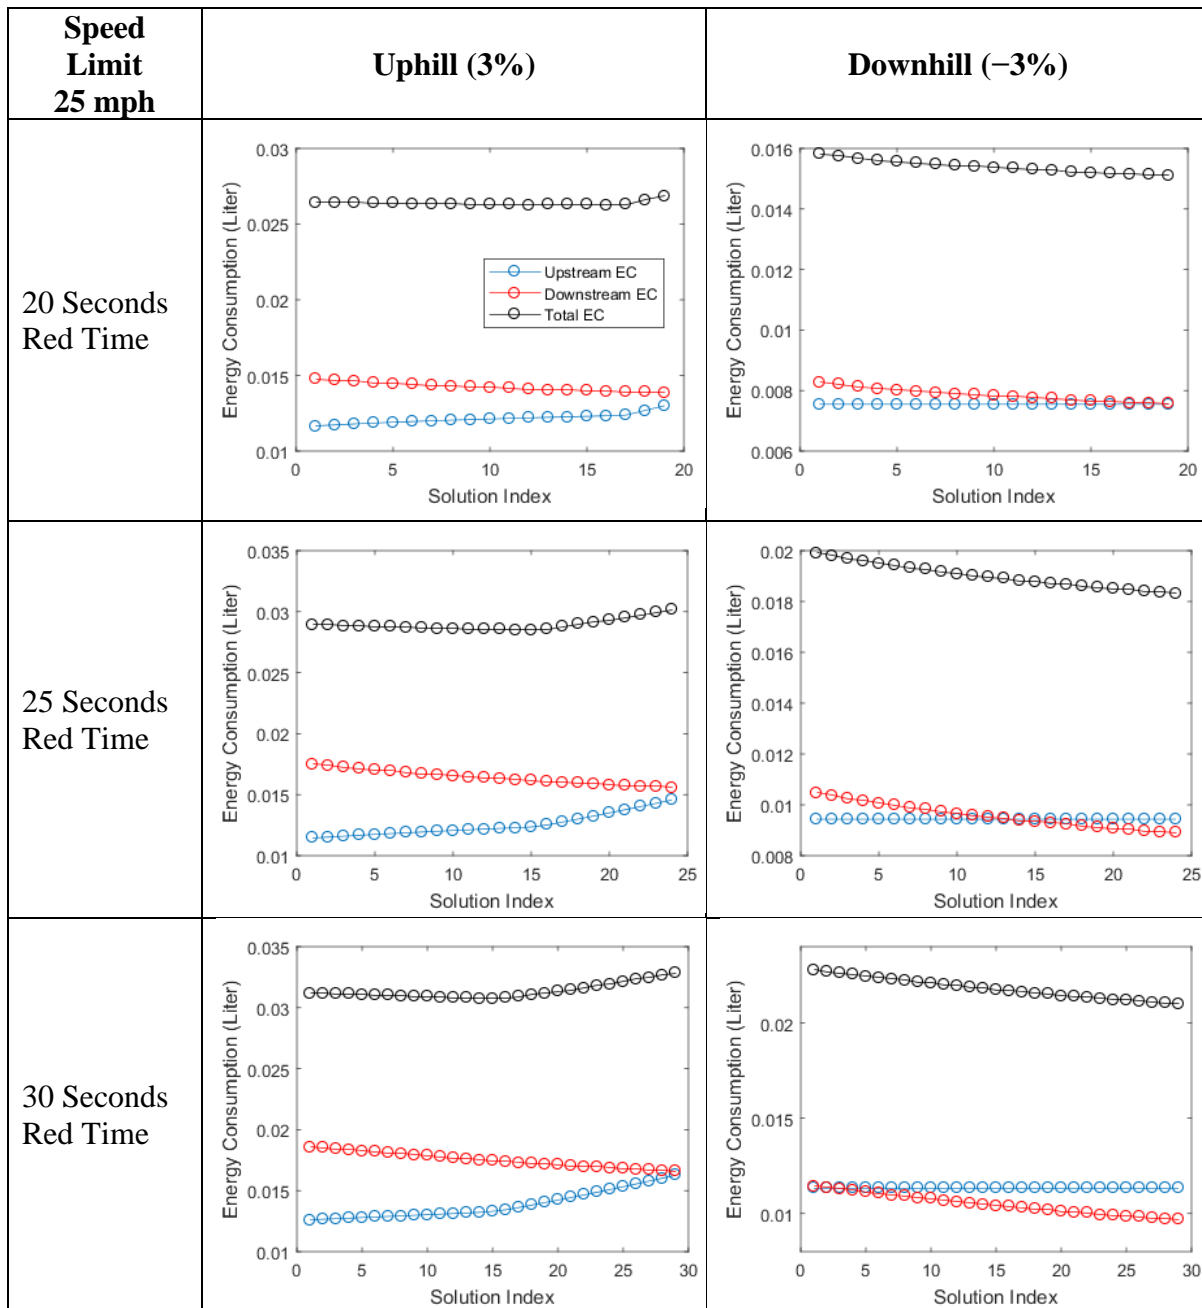 Speed
Limit
25 mph
Uphill (3%)
Downhill (−3%)
20 Seconds
Red Time
Energy Consumption (Liter)
0.03
0.025
0.02
0.015
0.01
0
5
10
15
20
Solution Index
Upstream EC
Downstream EC
Total EC
Energy Consumption (Liter)
0.016
0.014
0.012
0.01
0.008
0.006
0
5
10
15
20
Solution Index
25 Seconds
Red Time
Energy Consumption (Liter)
0.035
0.03
0.025
0.02
0.015
0.01
0
5
10
15
20
25
Solution Index
Energy Consumption (Liter)
0.02
0.018
0.016
0.014
0.012
0.01
0.008
0
5
10
15
20
25
Solution Index
30 Seconds
Red Time
Energy Consumption (Liter)
0.035
0.03
0.025
0.02
0.015
0.01
0
5
10
15
20
25
30
Solution Index
Energy Consumption (Liter)
0.02
0.015
0.01
0
5
10
15
20
25
30
Solution Index